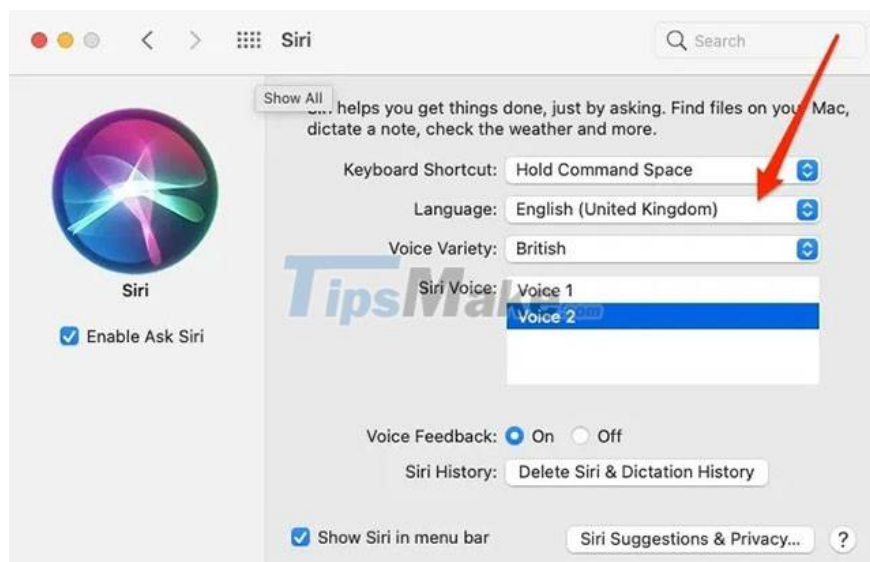 Siri
Search
Show All
helps you get things done, just by asking. Find files on your Mac,
dictate a note, check the weather and more.
Keyboard Shortcut: Hold Command Space
Language: English (United Kingdom)
Voice Variety: British
Siri
Siri Voice: Voice 1
TipsMake.com
Voice 2
Enable Ask Siri
Voice Feedback: On Off
Siri History: Delete Siri & Dictation History
Show Siri in menu bar Siri Suggestions & Privacy... ?